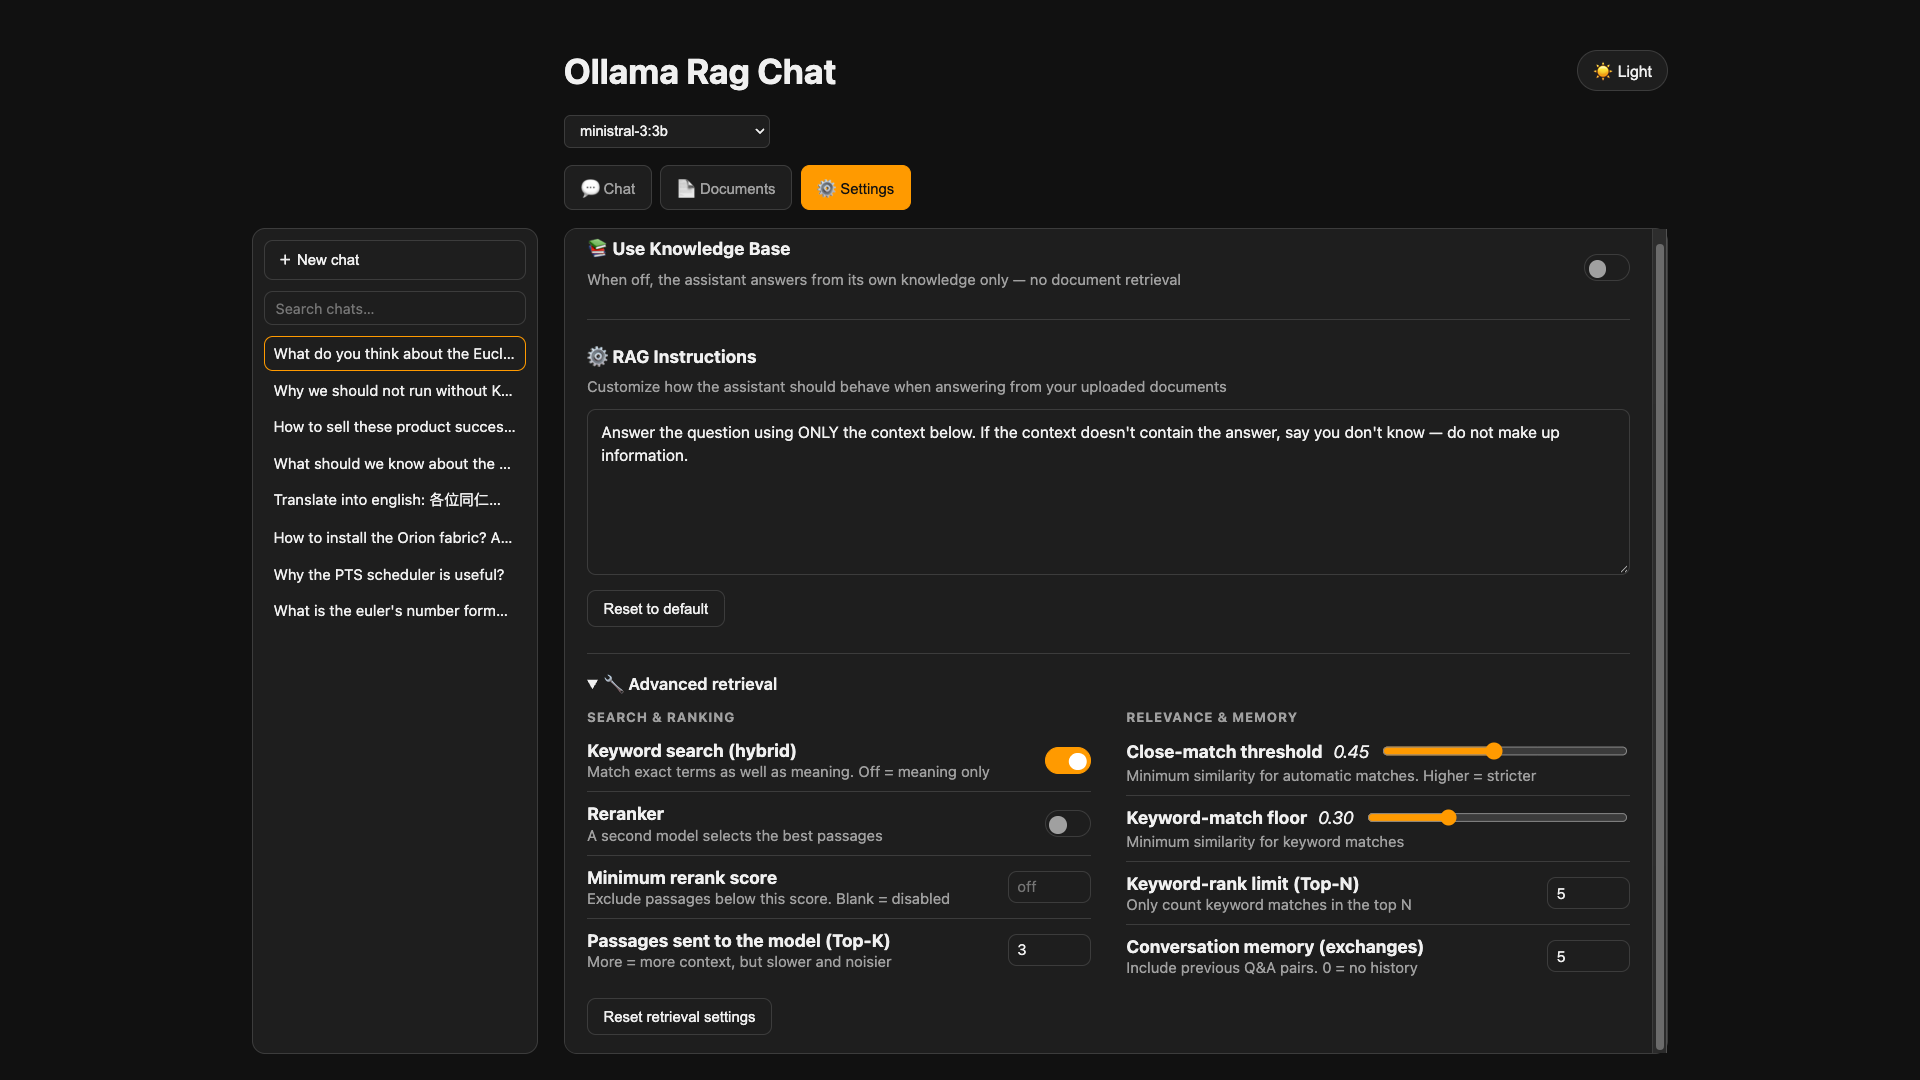 Ollama Rag Chat
Light
ministral-3:3b
Chat
Documents
Settings
+ New chat
Search chats...
What do you think about the Eucl...
Why we should not run without K...
How to sell these product succes...
What should we know about the ...
Translate into english: 各位同仁...
How to install the Orion fabric? A...
Why the PTS scheduler is useful?
What is the euler's number form...
Use Knowledge Base
When off, the assistant answers from its own knowledge only — no document retrieval
RAG Instructions
Customize how the assistant should behave when answering from your uploaded documents
Answer the question using ONLY the context below. If the context doesn't contain the answer, say you don't know — do not make up
information.
Reset to default
Advanced retrieval
SEARCH & RANKING
Keyword search (hybrid)
Match exact terms as well as meaning. Off = meaning only
Reranker
A second model selects the best passages
Minimum rerank score
off
Exclude passages below this score. Blank = disabled
Passages sent to the model (Top-K)
3
More = more context, but slower and noisier
Reset retrieval settings
RELEVANCE & MEMORY
Close-match threshold 0.45
Minimum similarity for automatic matches. Higher = stricter
Keyword-match floor 0.30
Minimum similarity for keyword matches
Keyword-rank limit (Top-N)
5
Only count keyword matches in the top N
Conversation memory (exchanges)
5
Include previous Q&A pairs. 0 = no history